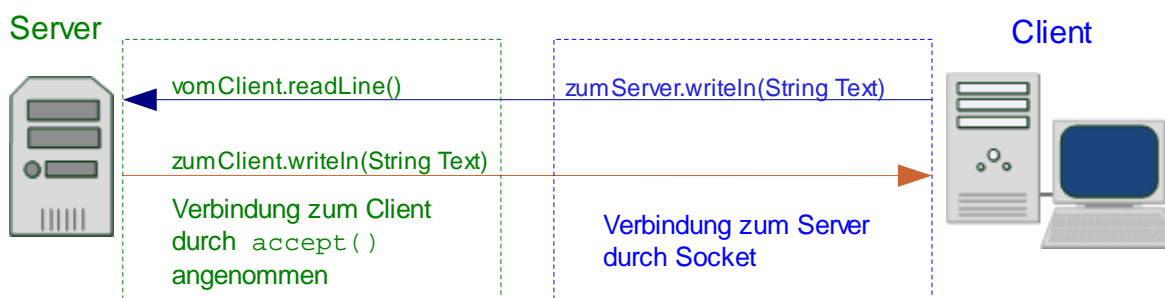 Server
Client
vomClient.readLine()
zumServer.writeln(String Text)
zumClient.writeln(String Text)
Verbindung zum Client
durch accept()
angenommen
Verbindung zum Server
durch Socket